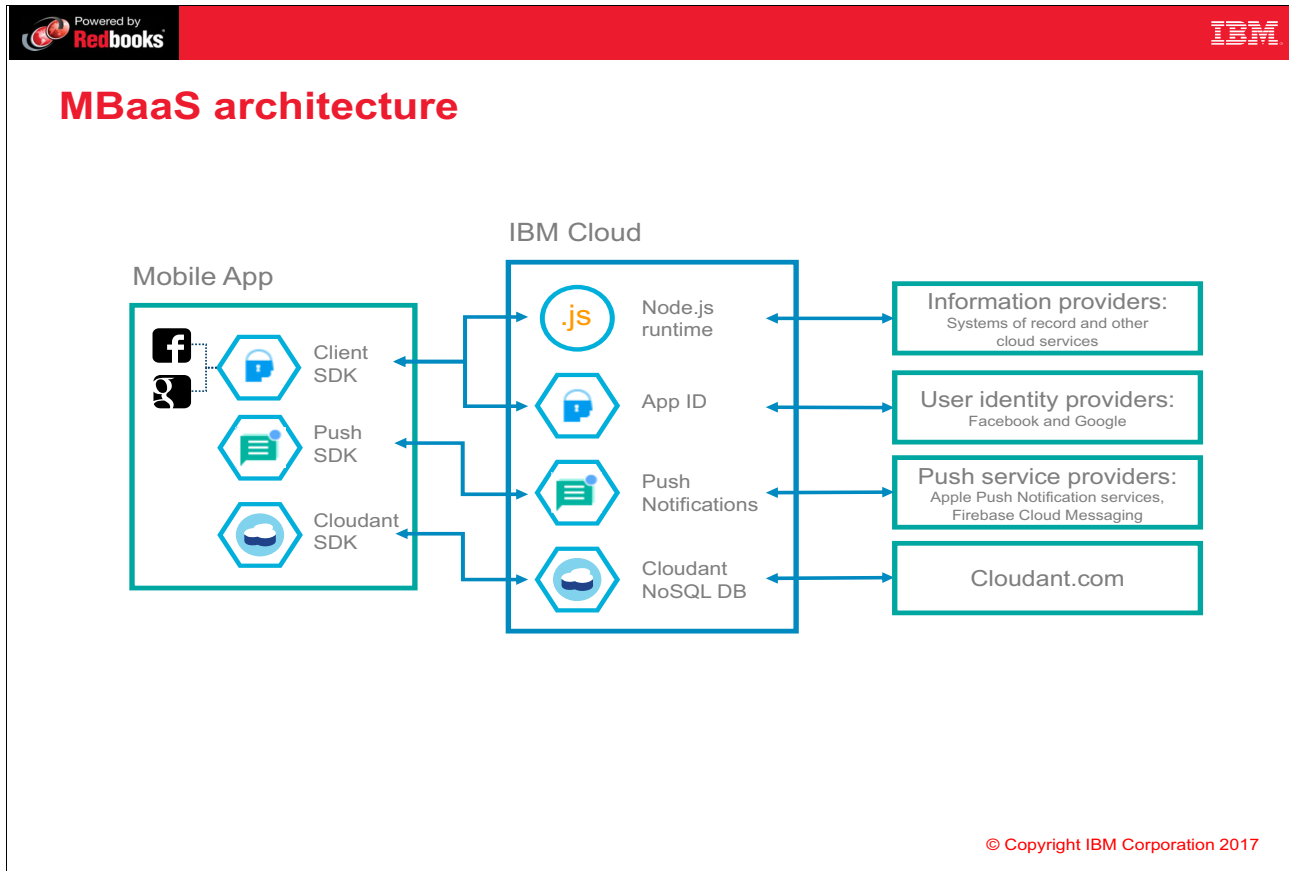 Powered by
Redbooks
IBM
MBaaS architecture
IBM Cloud
Mobile App
Client
SDK
Push
SDK
Cloudant
SDK
.js
Node.js
runtime
App ID
Push
Notifications
Cloudant
NoSQL DB
Information providers:
Systems of record and other
cloud services
User identity providers:
Facebook and Google
Push service providers:
Apple Push Notification services,
Firebase Cloud Messaging
Cloudant.com
© Copyright IBM Corporation 2017